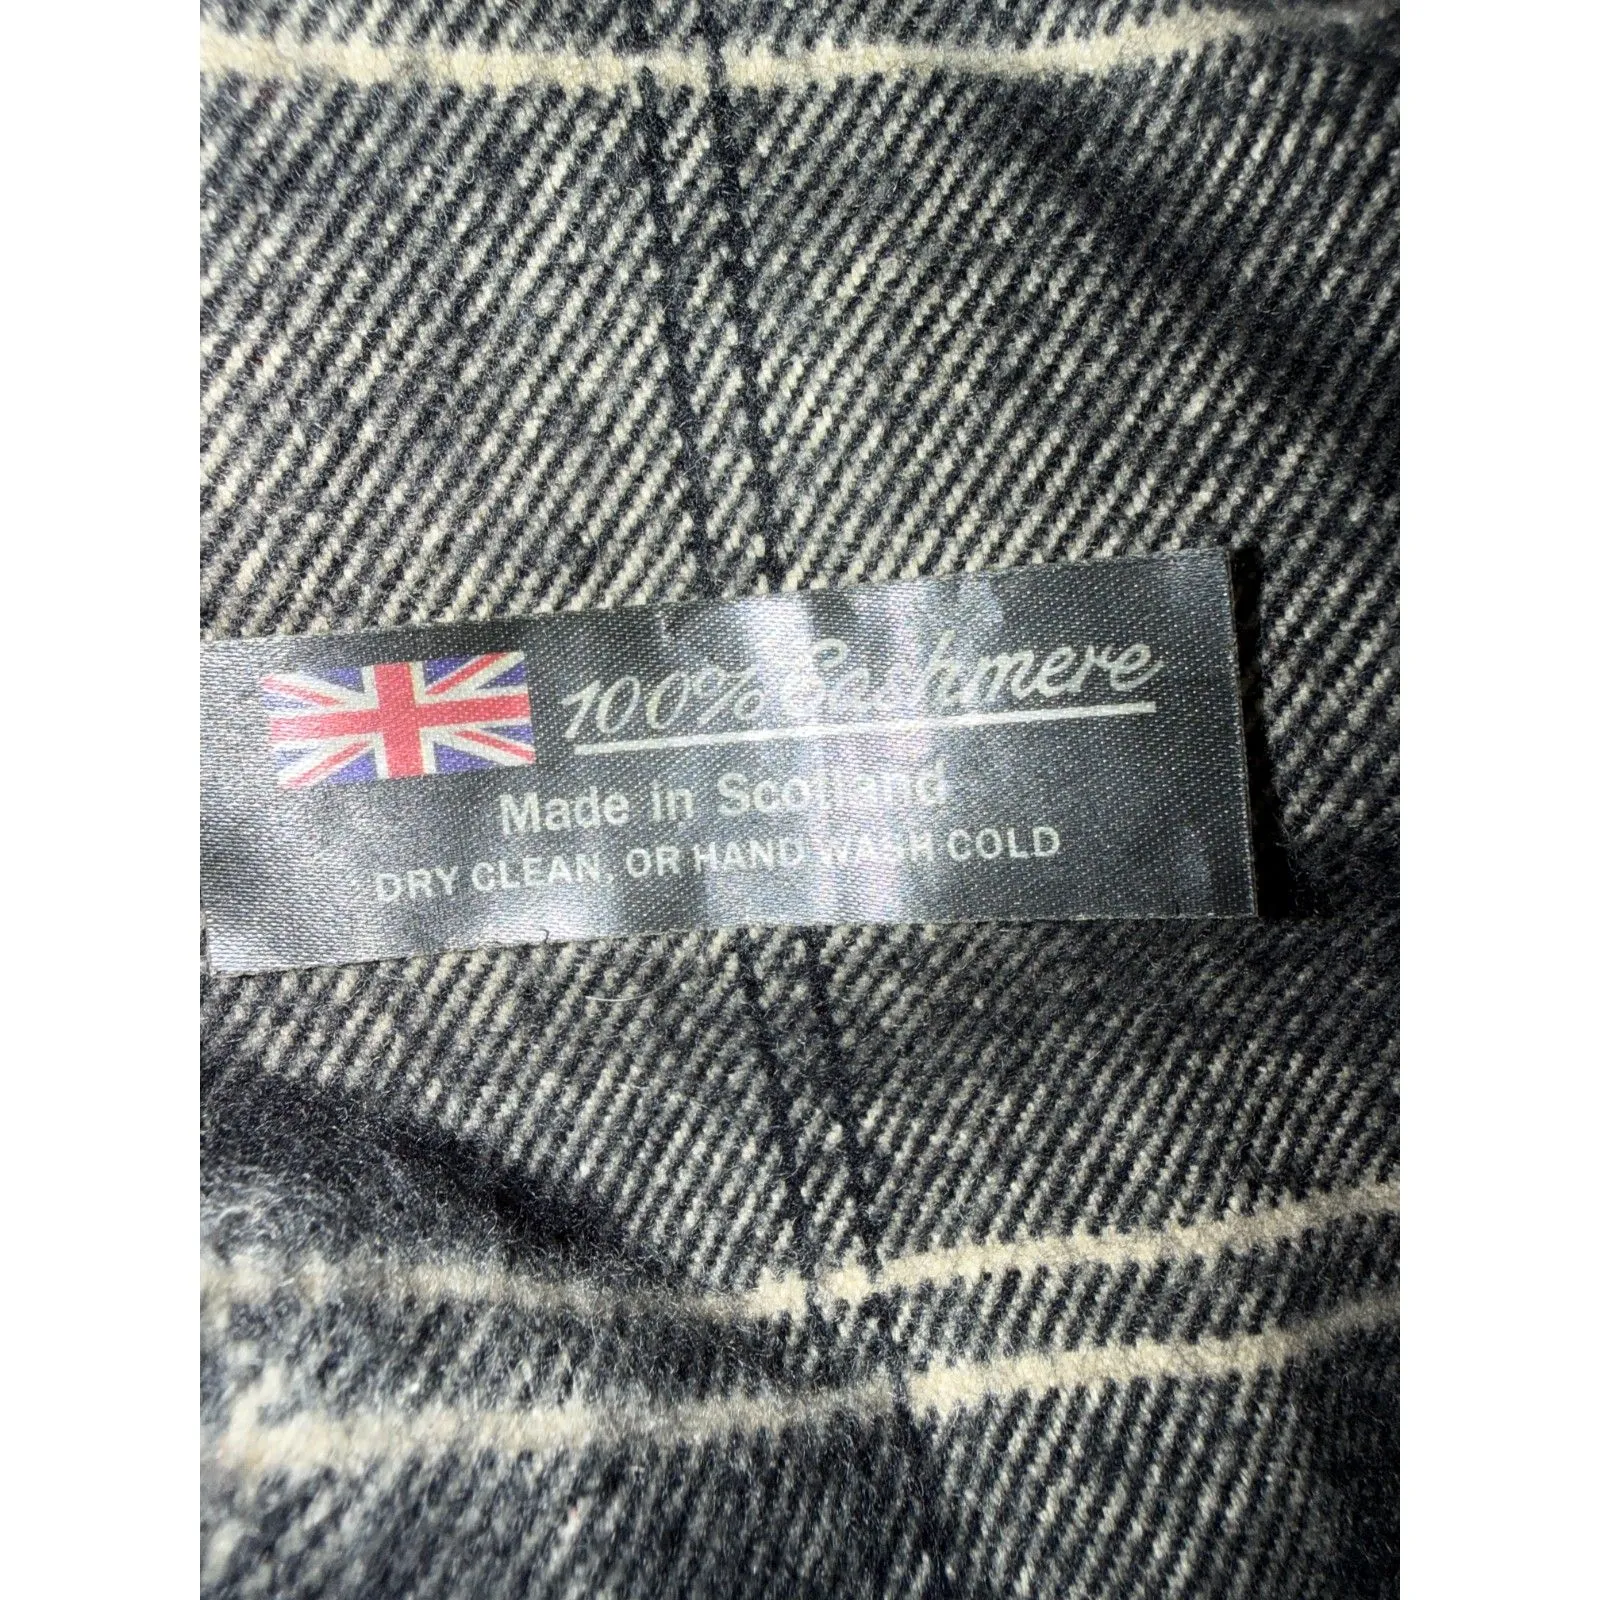 100% Cashmere
Made in Scotland
DRY CLEAN, OR HAND WASH COLD